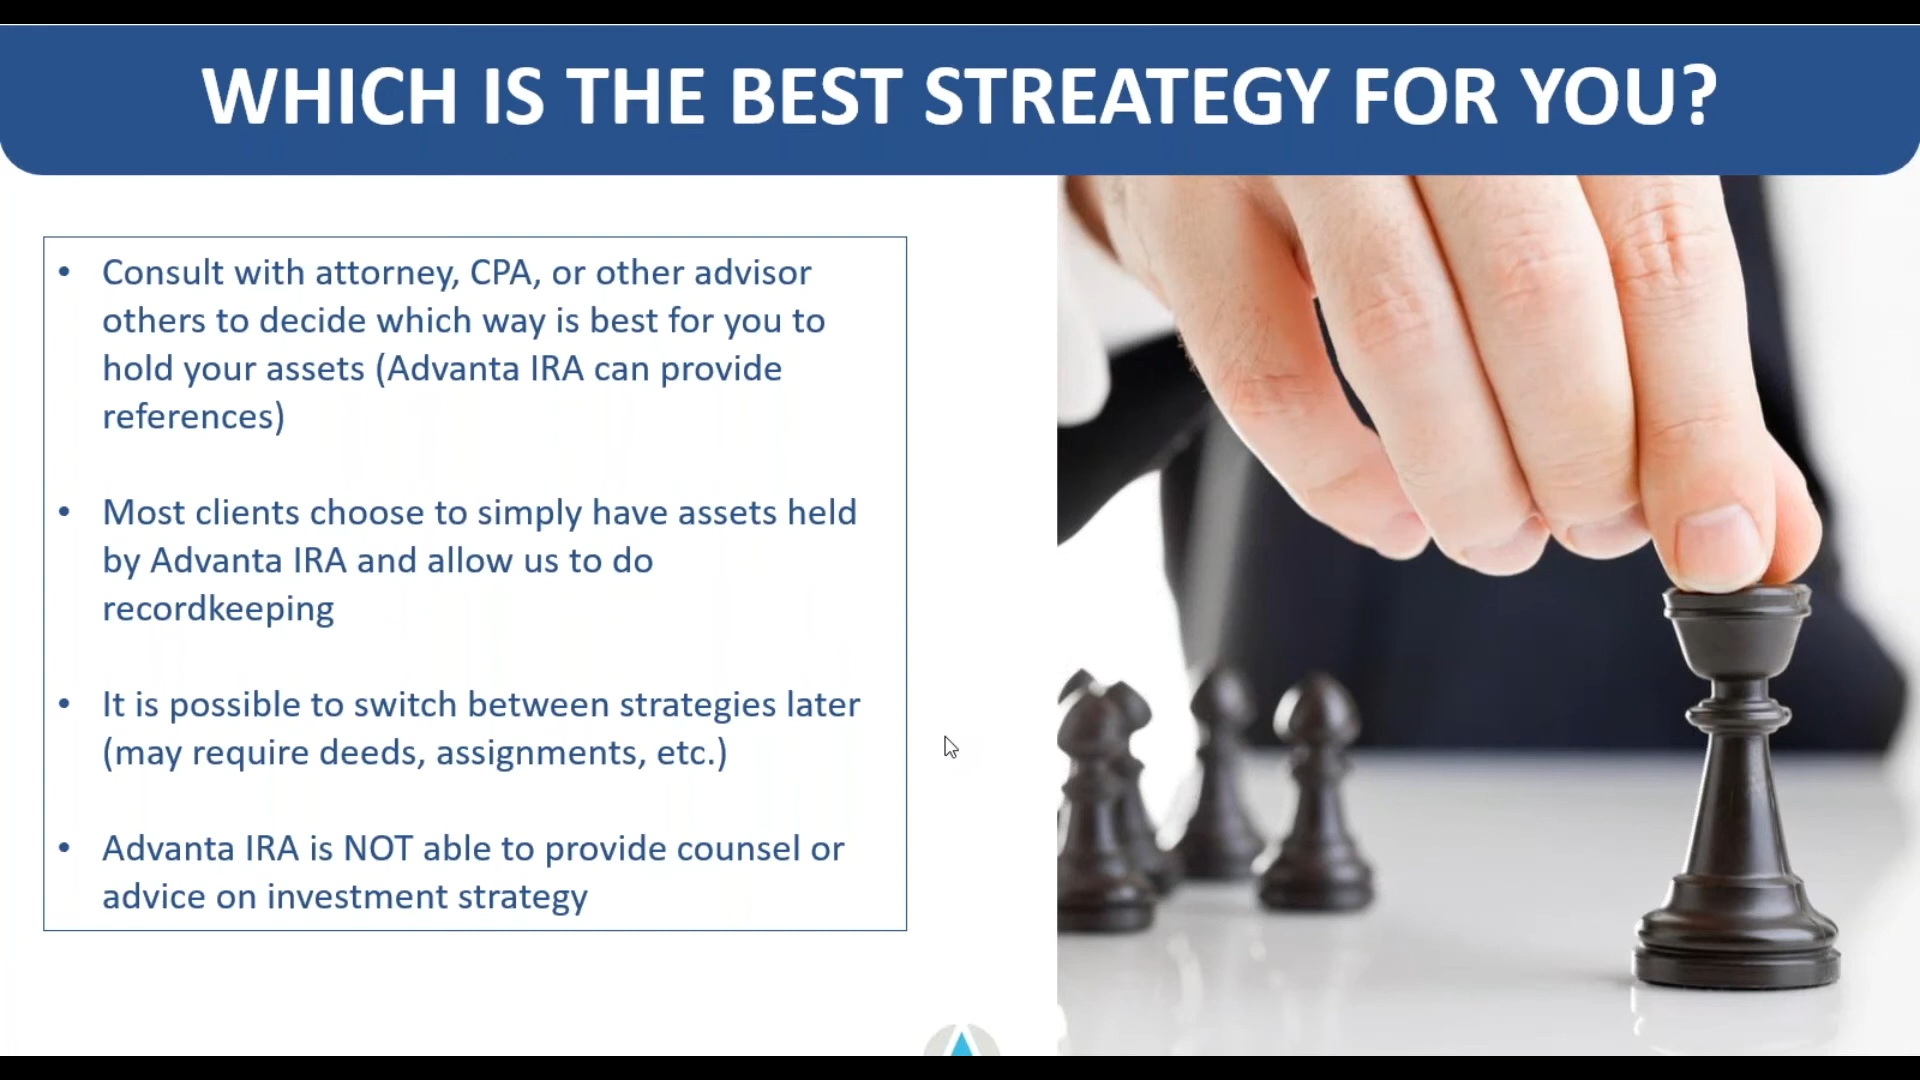 WHICH IS THE BEST STREATEGY FOR YOU?
• Consult with attorney, CPA, or other advisor
others to decide which way is best for you to
hold your assets (Advanta IRA can provide
references)
• Most clients choose to simply have assets held
by Advanta IRA and allow us to do
recordkeeping
• It is possible to switch between strategies later
(may require deeds, assignments, etc.)
• Advanta IRA is NOT able to provide counsel or
advice on investment strategy